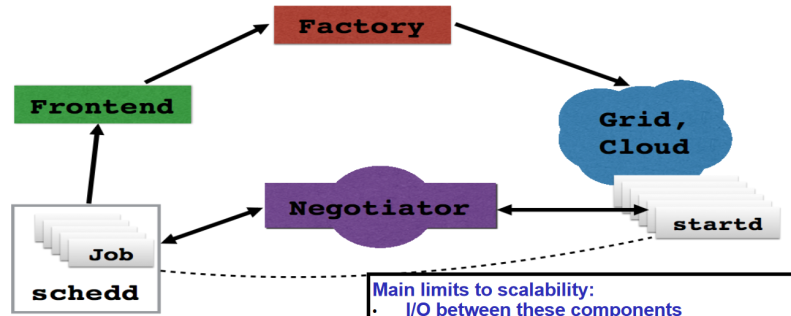 Factory
Frontend
Grid,
Cloud
Negotiator
startd
Job
schedd
Main limits to scalability:
• I/O between these components